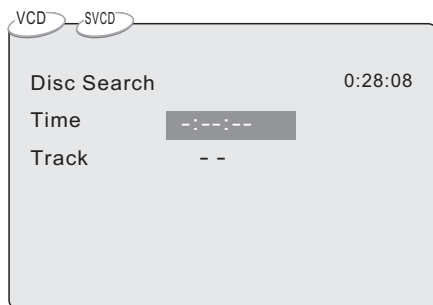 VCD SVCD
Disc Search 0:28:08
Time -:--:--
Track - -